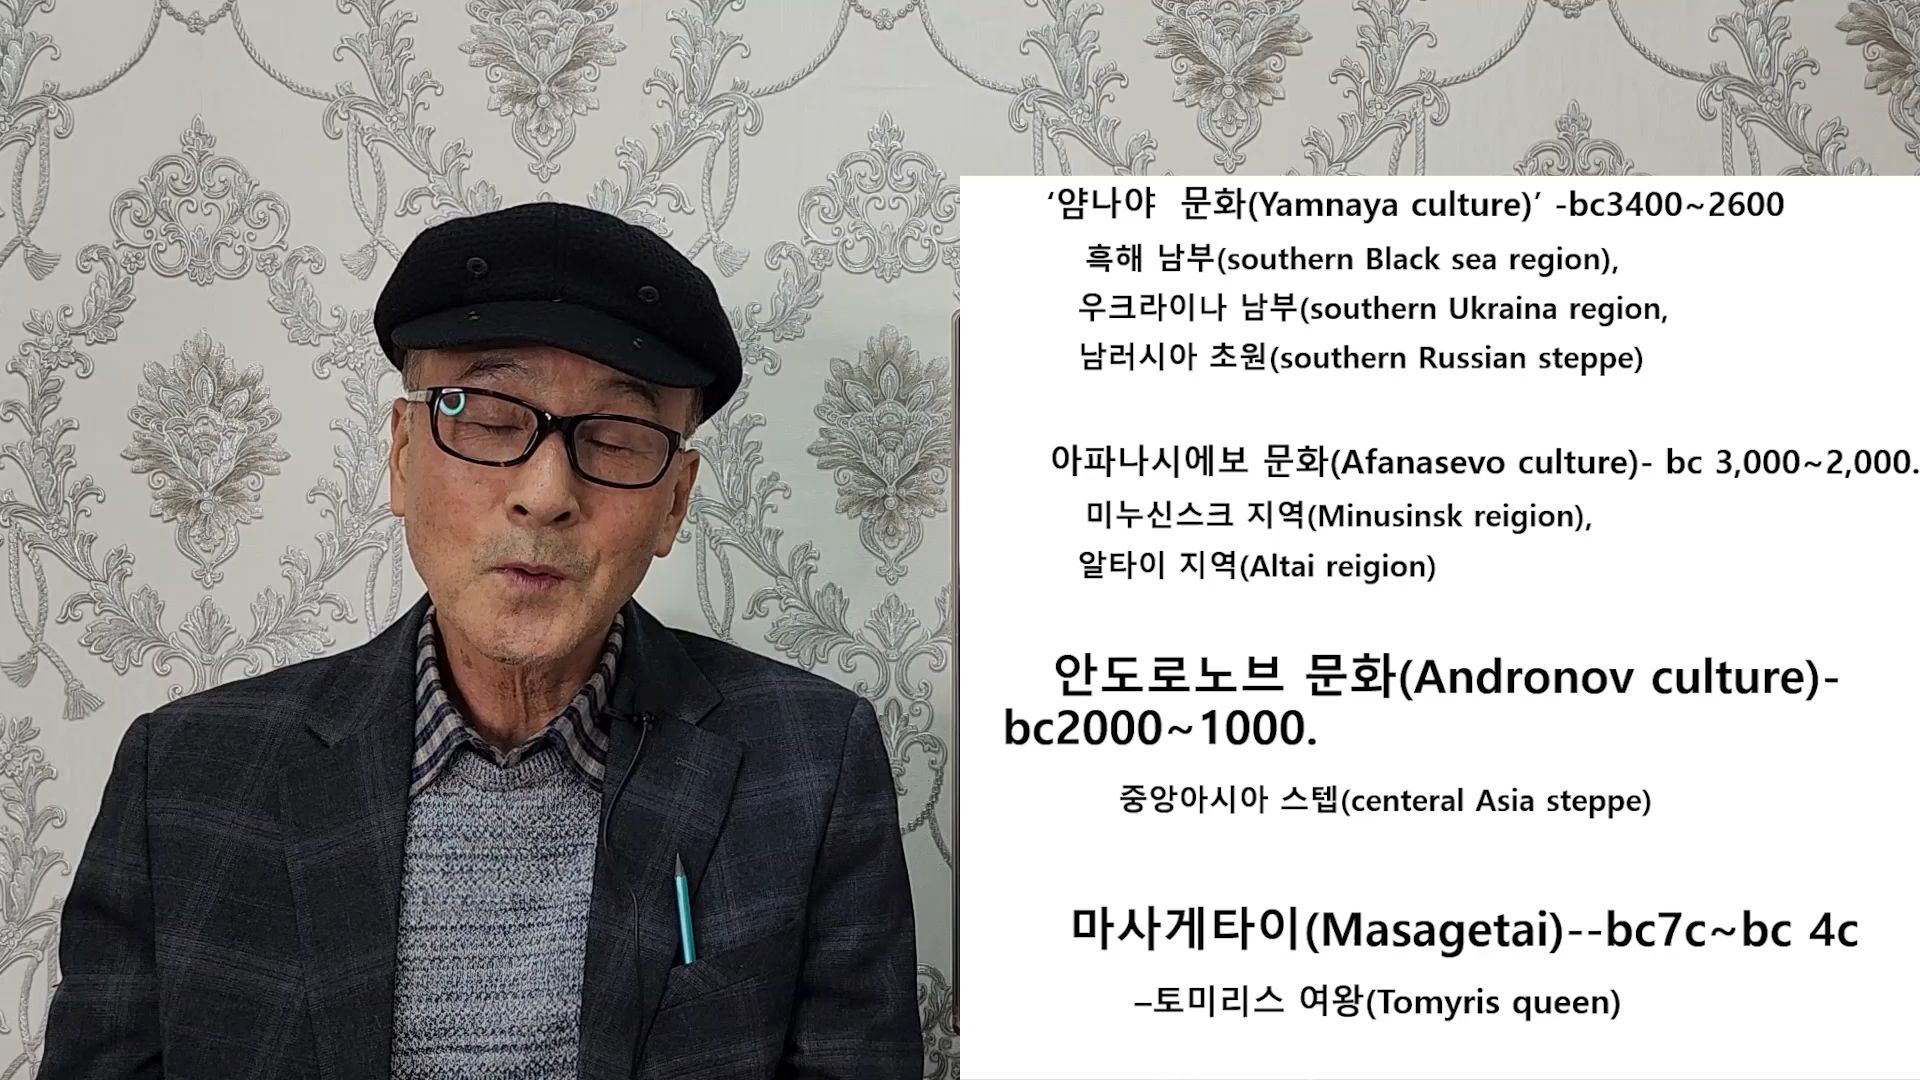 ‘얌나야 문화(Yamnaya culture)’ -bc3400~2600
흑해 남부(southern Black sea region),
우크라이나 남부(southern Ukraina region,
남러시아 초원(southern Russian steppe)
아파나시에보 문화(Afanasevo culture)- bc 3,000~2,000.
미누신스크 지역(Minusinsk reigion),
알타이 지역(Altai reigion)
안도로노브 문화(Andronov culture)-
bc2000~1000.
중앙아시아 스텝(centeral Asia steppe)
마사게타이(Masagetai)--bc7c~bc 4c
–토미리스 여왕(Tomyris queen)